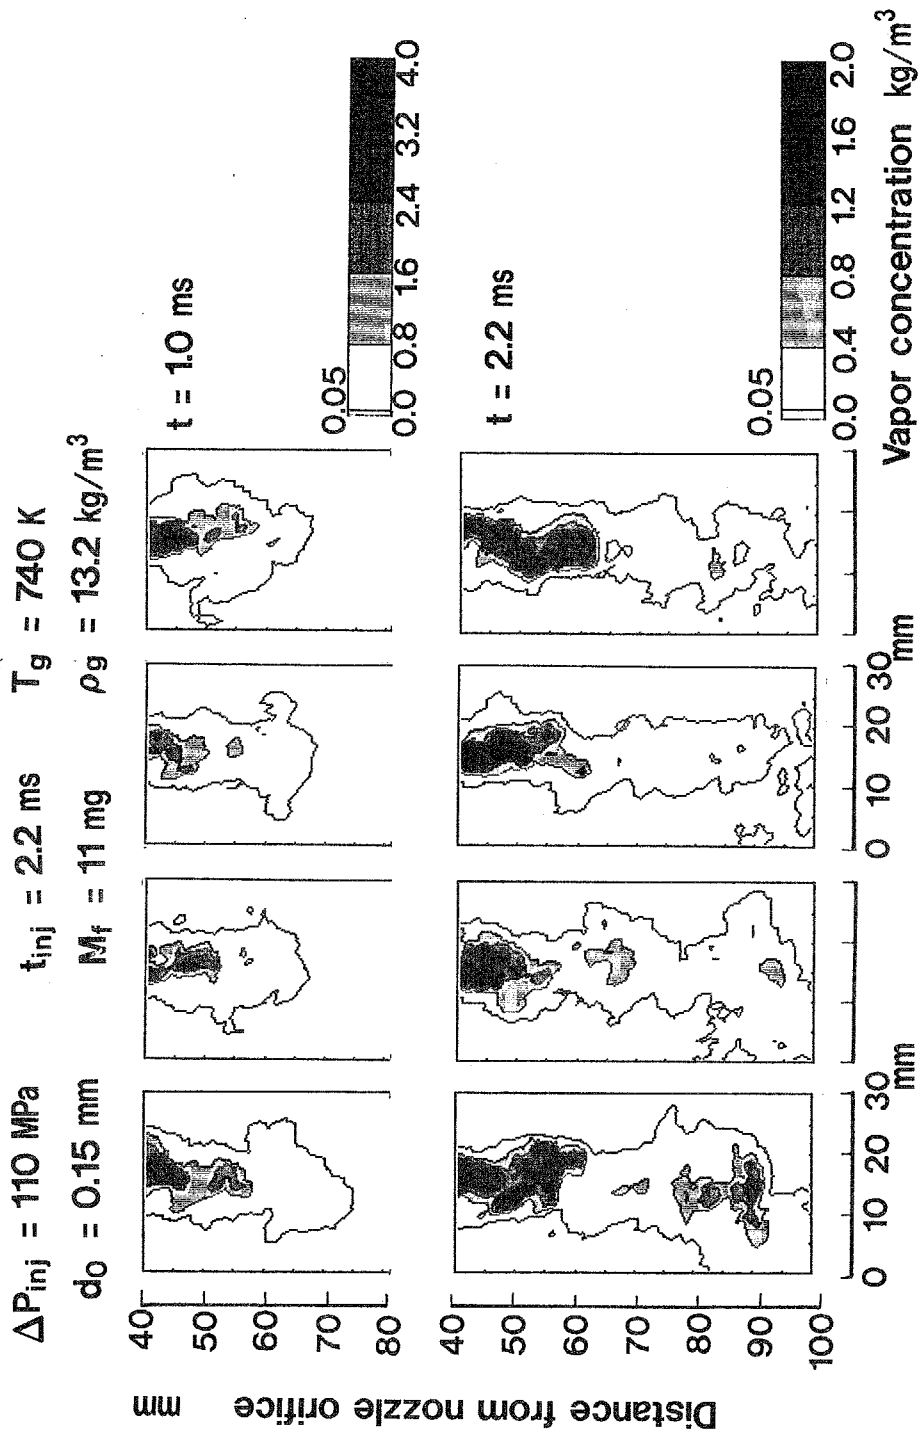 ΔPinj = 110 MPa tinj = 2.2 ms Tg = 740 K
do = 0.15 mm Mf = 11 mg ρg = 13.2 kg/m³
t = 1.0 ms
0.05
0.0 0.8 1.6 2.4 3.2 4.0
40
50
60
70
80
t = 2.2 ms
0.05
0.0 0.4 0.8 1.2 1.6 2.0
Vapor concentration kg/m³
40
50
60
70
80
90
100
0 10 20 30
mm
0 10 20 30
mm
Distance from nozzle orifice mm